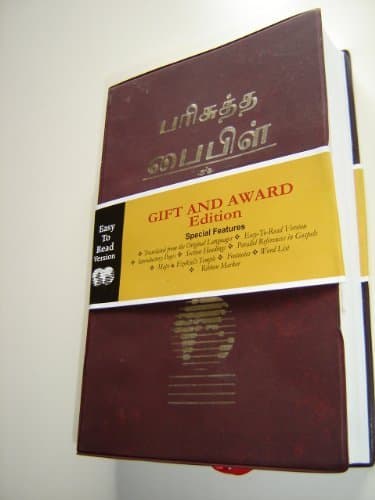 பரிசுத்த
பைபிள்
Easy
To
Read
Version
GIFT AND AWARD
Edition
Special Features
❖ Translated from the Original Languages ❖ Easy-To-Read Version
❖ Introductory Pages ❖ Section Headings ❖ Parallel References in Gospels
❖ Maps ❖ Ezekiel's Temple ❖ Footnotes ❖ Word List
❖ Ribbon Marker